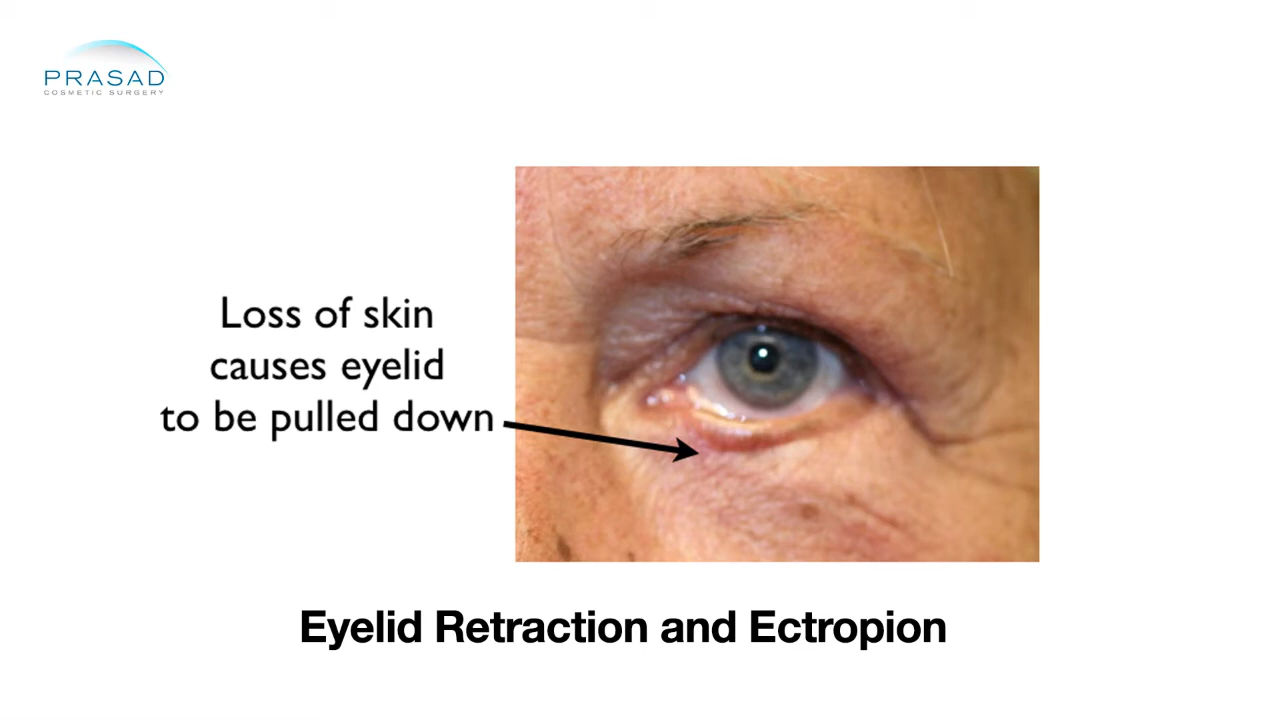 PRASAD
COSMETIC SURGERY
Loss of skin
causes eyelid
to be pulled down
Eyelid Retraction and Ectropion